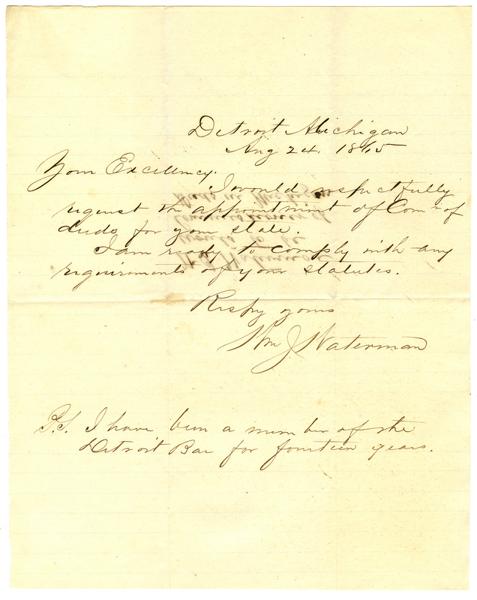 Detroit Michigan
Aug 24. 1865
Your Excellency.
I would respectfully
request the appointment of Com- of
deeds for your state.
I am ready to comply with any
requirements of your statutes.
Respy yours
Wm J Waterman
P.S. I have been a member of the
Detroit Bar for fourteen years.